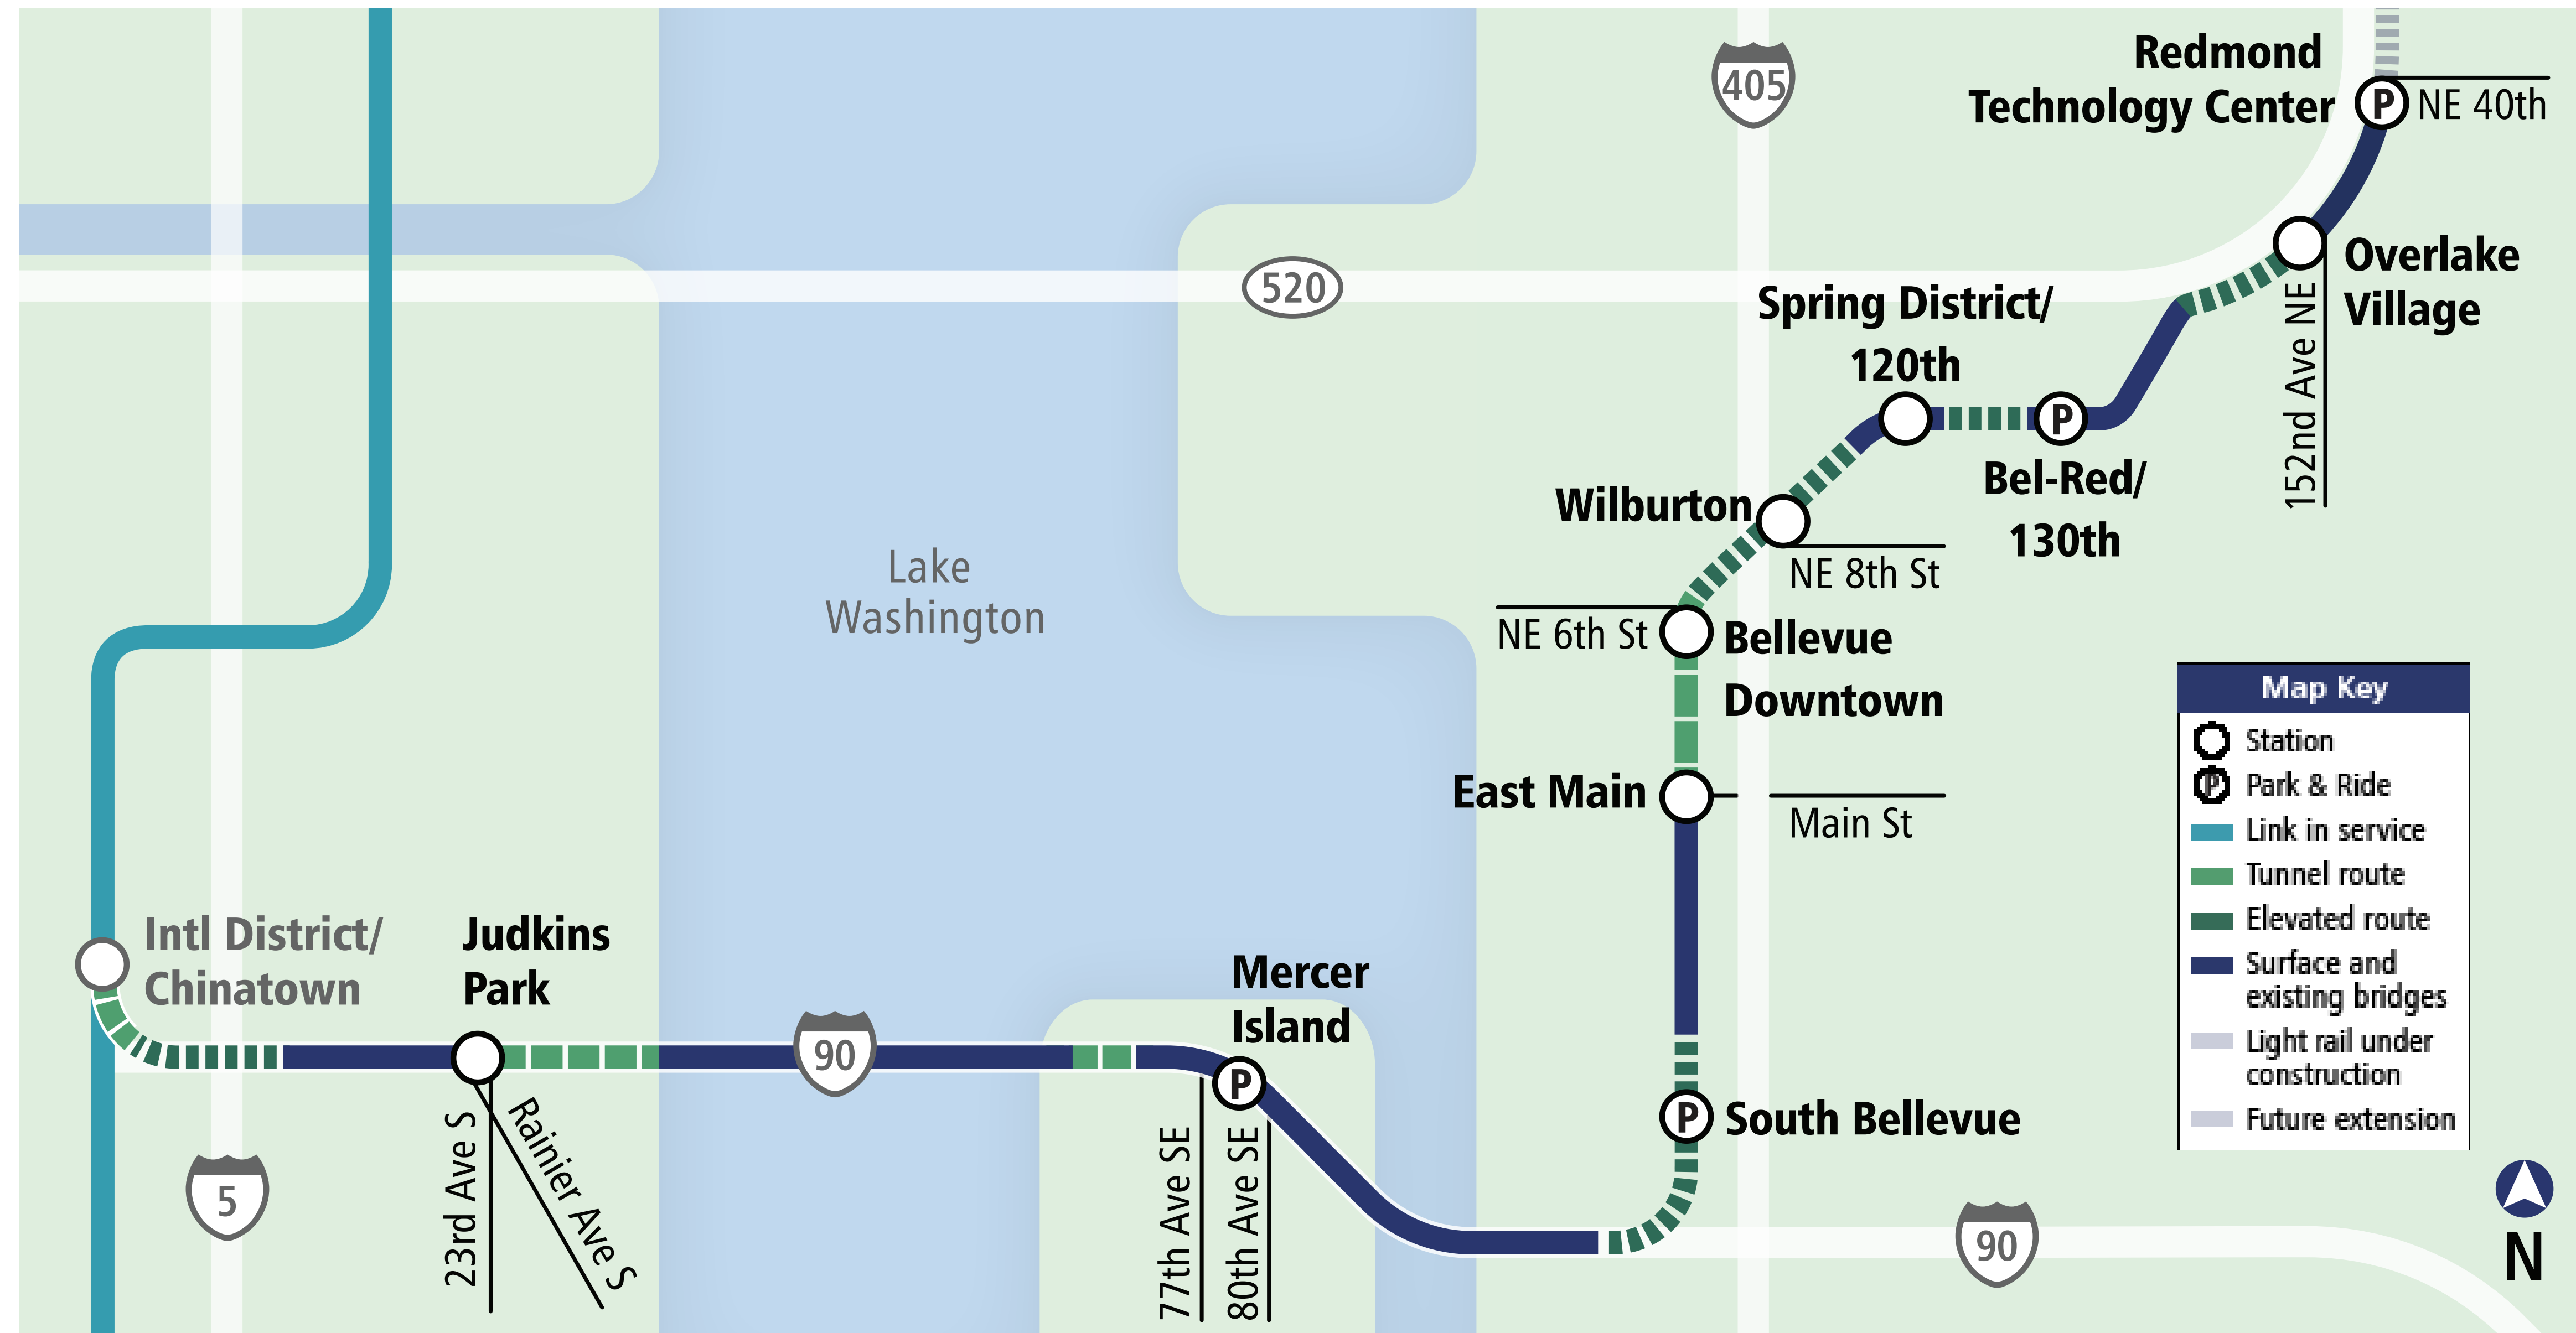 Redmond
Technology Center
P
NE 40th
405
520
Overlake
Village
152nd Ave NE
Spring District/
120th
P
Bel-Red/
130th
Wilburton
NE 8th St
Lake
Washington
NE 6th St
Bellevue
Downtown
East Main
Main St
Map Key
Station
P Park & Ride
Link in service
Tunnel route
Elevated route
Surface and
existing bridges
Light rail under
construction
Future extension
Intl District/
Chinatown
Judkins
Park
90
Mercer
Island
P
P
South Bellevue
23rd Ave S
Rainier Ave S
77th Ave SE
80th Ave SE
5
90
N